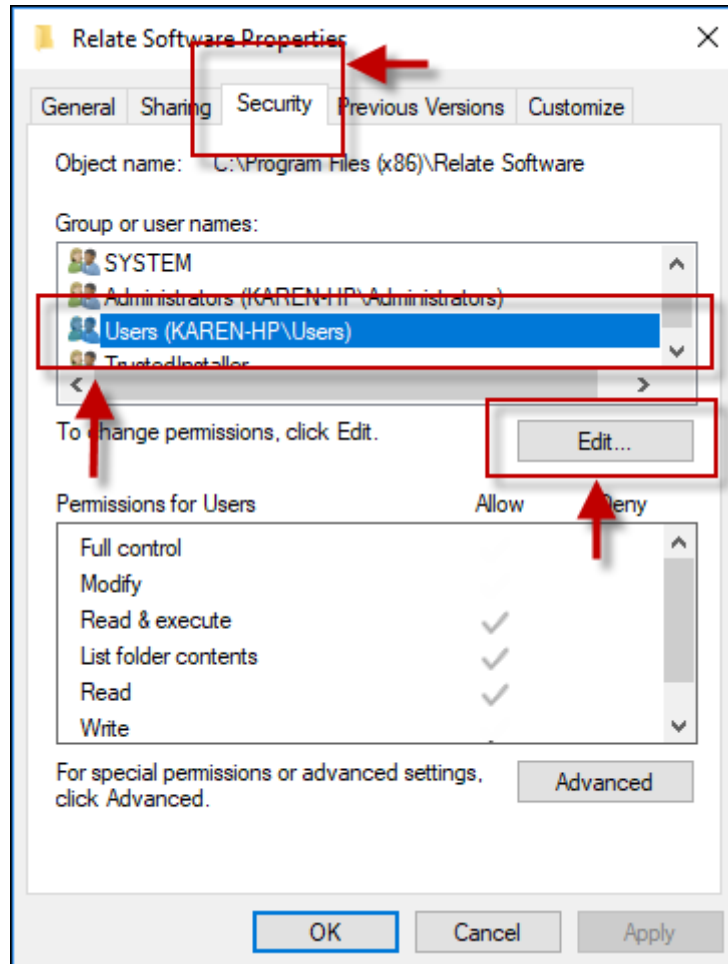 Relate Software Properties
General Sharing Security Previous Versions Customize
Object name: C:\Program Files (x86)\Relate Software
Group or user names:
SYSTEM
Administrators (KAREN-HP\Administrators)
Users (KAREN-HP\Users)
TrustedInstaller
To change permissions, click Edit.
Edit...
Permissions for Users Allow Deny
Full control
Modify
Read & execute
List folder contents
Read
Write
For special permissions or advanced settings,
click Advanced.
Advanced
OK Cancel Apply